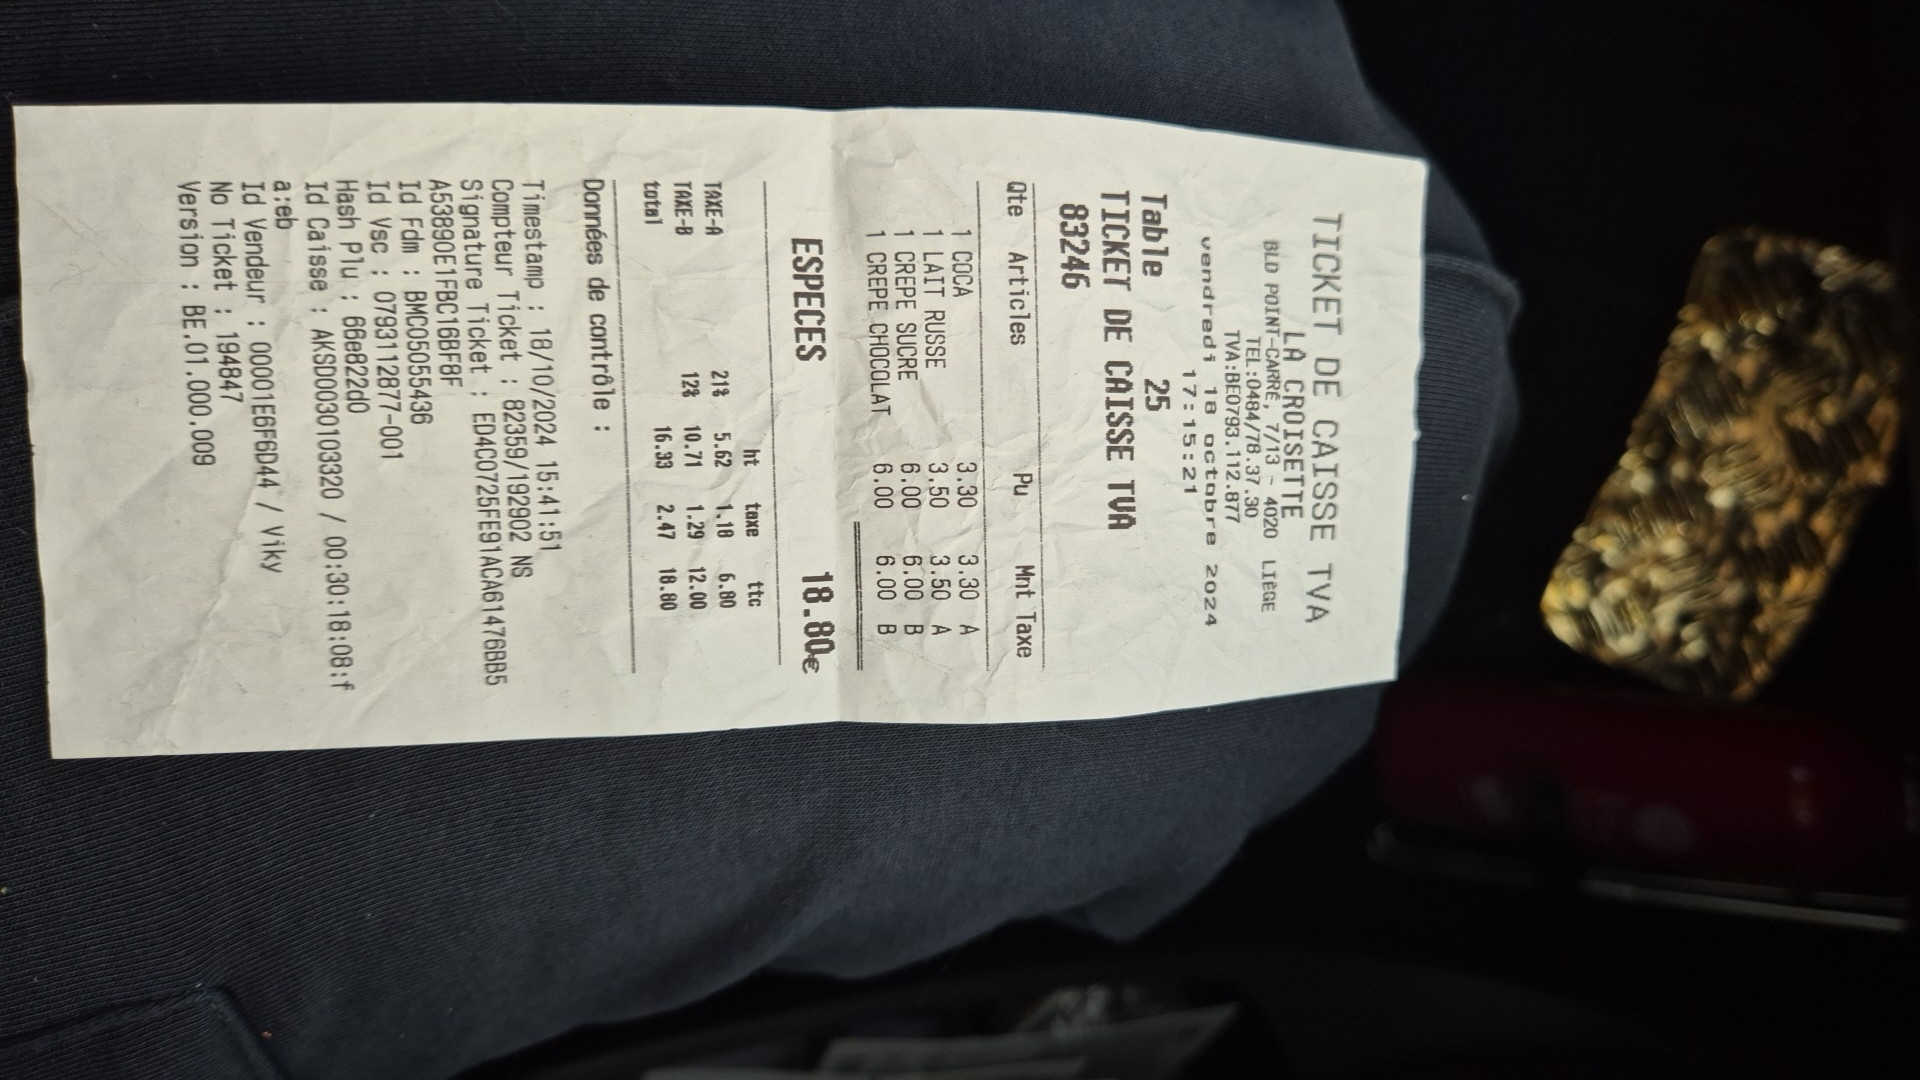 TICKET DE CAISSE TVA
LA CROISETTE
BLD POINT-CARRÉ, 7/13 - 4020 LIÈGE
TEL:0484/78.37.30
TVA:BE0793.112.877
vendredi 18 octobre 2024
17:15:21
Table 25
TICKET DE CAISSE TVA
83246
Qte Articles Pu Mnt Taxe
1 COCA 3.30 3.30 A
1 LAIT RUSSE 3.50 3.50 A
1 CREPE SUCRE 6.00 6.00 B
1 CREPE CHOCOLAT 6.00 6.00 B
ESPECES 18.80€
ht taxe ttc
TAXE-A 21% 5.62 1.18 6.80
TAXE-B 12% 10.71 1.29 12.00
total 16.33 2.47 18.80
Données de contrôle :
Timestamp : 18/10/2024 15:41:51
Compteur Ticket : 82359/192902 NS
Signature Ticket : ED4C0725FE91ACA61476BB5
A53890E1FBC16BF8F
Id Fdm : BMC05055436
Id Vsc : 0793112877-001
Hash Plu : 66e822d0
Id Caisse : AKSD0030103320 / 00:30:18:08:f
a:eb
Id Vendeur : 00001E6F6D44 / Viky
No Ticket : 194847
Version : BE.01.000.009